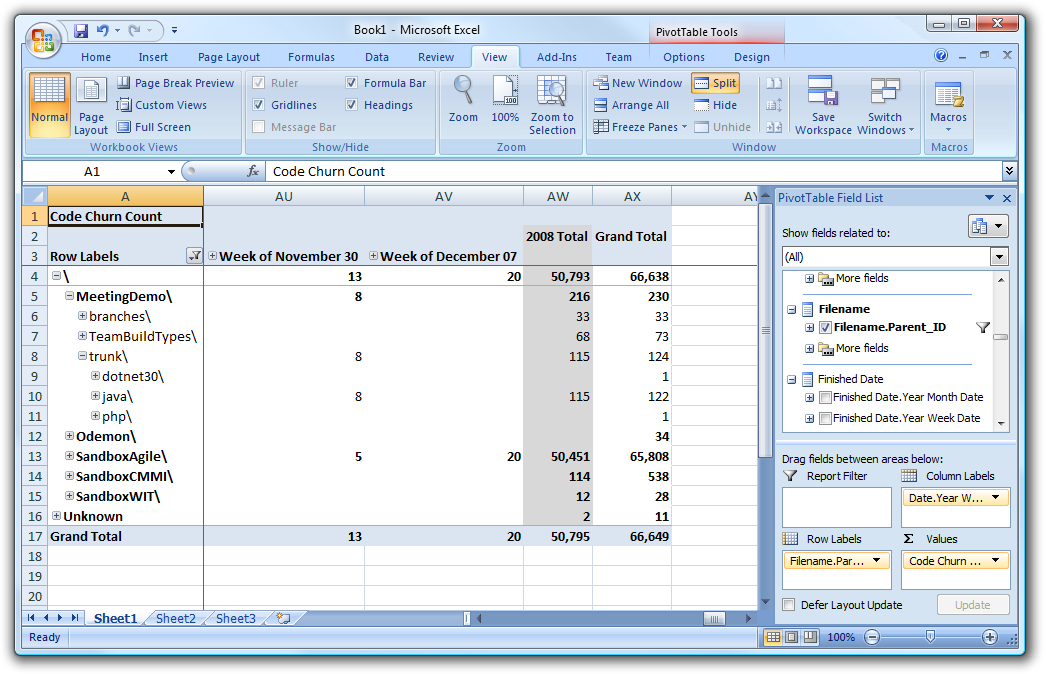 Book1 - Microsoft Excel
PivotTable Tools
Home Insert Page Layout Formulas Data Review View Add-Ins Team Options Design
Normal
Page Layout
Page Break Preview
Custom Views
Full Screen
Workbook Views
Ruler
Gridlines
Message Bar
Formula Bar
Headings
Show/Hide
Zoom
100%
Zoom to Selection
Zoom
New Window
Arrange All
Freeze Panes
Split
Hide
Unhide
Save Workspace
Switch Windows
Window
Macros
Macros
A1
fx
Code Churn Count
A AU AV AW AX AY
1 Code Churn Count
2 2008 Total Grand Total
3 Row Labels Week of November 30 Week of December 07
4 \ 13 20 50,793 66,638
5 MeetingDemo\ 8 216 230
6 branches\ 33 33
7 TeamBuildTypes\ 68 73
8 trunk\ 8 115 124
9 dotnet30\ 1
10 java\ 8 115 122
11 php\ 1
12 Odemon\ 34
13 SandboxAgile\ 5 20 50,451 65,808
14 SandboxCMMI\ 114 538
15 SandboxWIT\ 12 28
16 Unknown 2 11
17 Grand Total 13 20 50,795 66,649
18
19
20
Sheet1 Sheet2 Sheet3
Ready
100%
PivotTable Field List
Show fields related to:
(All)
More fields
Filename
Filename.Parent_ID
More fields
Finished Date
Finished Date.Year Month Date
Finished Date.Year Week Date
Drag fields between areas below:
Report Filter
Column Labels
Date.Year W...
Row Labels
Σ Values
Filename.Par...
Code Churn ...
Defer Layout Update
Update